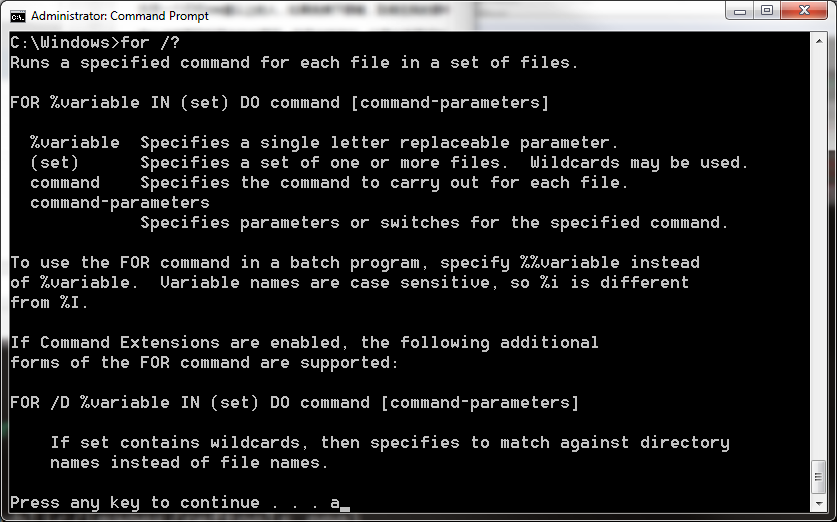 Administrator: Command Prompt
C:\Windows>for /?
Runs a specified command for each file in a set of files.
FOR %variable IN (set) DO command [command-parameters]
%variable  Specifies a single letter replaceable parameter.
(set)      Specifies a set of one or more files.  Wildcards may be used.
command    Specifies the command to carry out for each file.
command-parameters
Specifies parameters or switches for the specified command.
To use the FOR command in a batch program, specify %%variable instead
of %variable.  Variable names are case sensitive, so %i is different
from %I.
If Command Extensions are enabled, the following additional
forms of the FOR command are supported:
FOR /D %variable IN (set) DO command [command-parameters]
If set contains wildcards, then specifies to match against directory
names instead of file names.
Press any key to continue . . . a